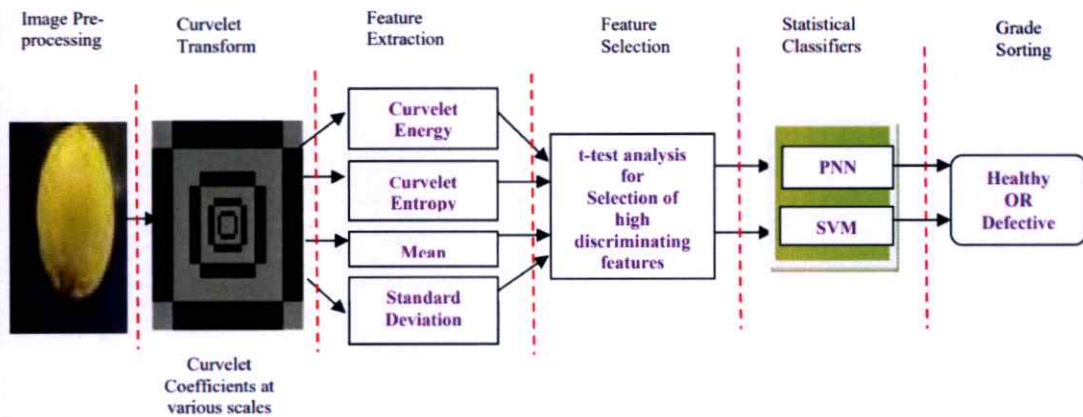 Image Pre-
processing
Curvelet
Transform
Feature
Extraction
Feature
Selection
Statistical
Classifiers
Grade
Sorting
Curvelet
Energy
Curvelet
Entropy
Mean
Standard
Deviation
t-test analysis
for
Selection of
high
discriminating
features
PNN
SVM
Healthy
OR
Defective
Curvelet
Coefficients at
various scales